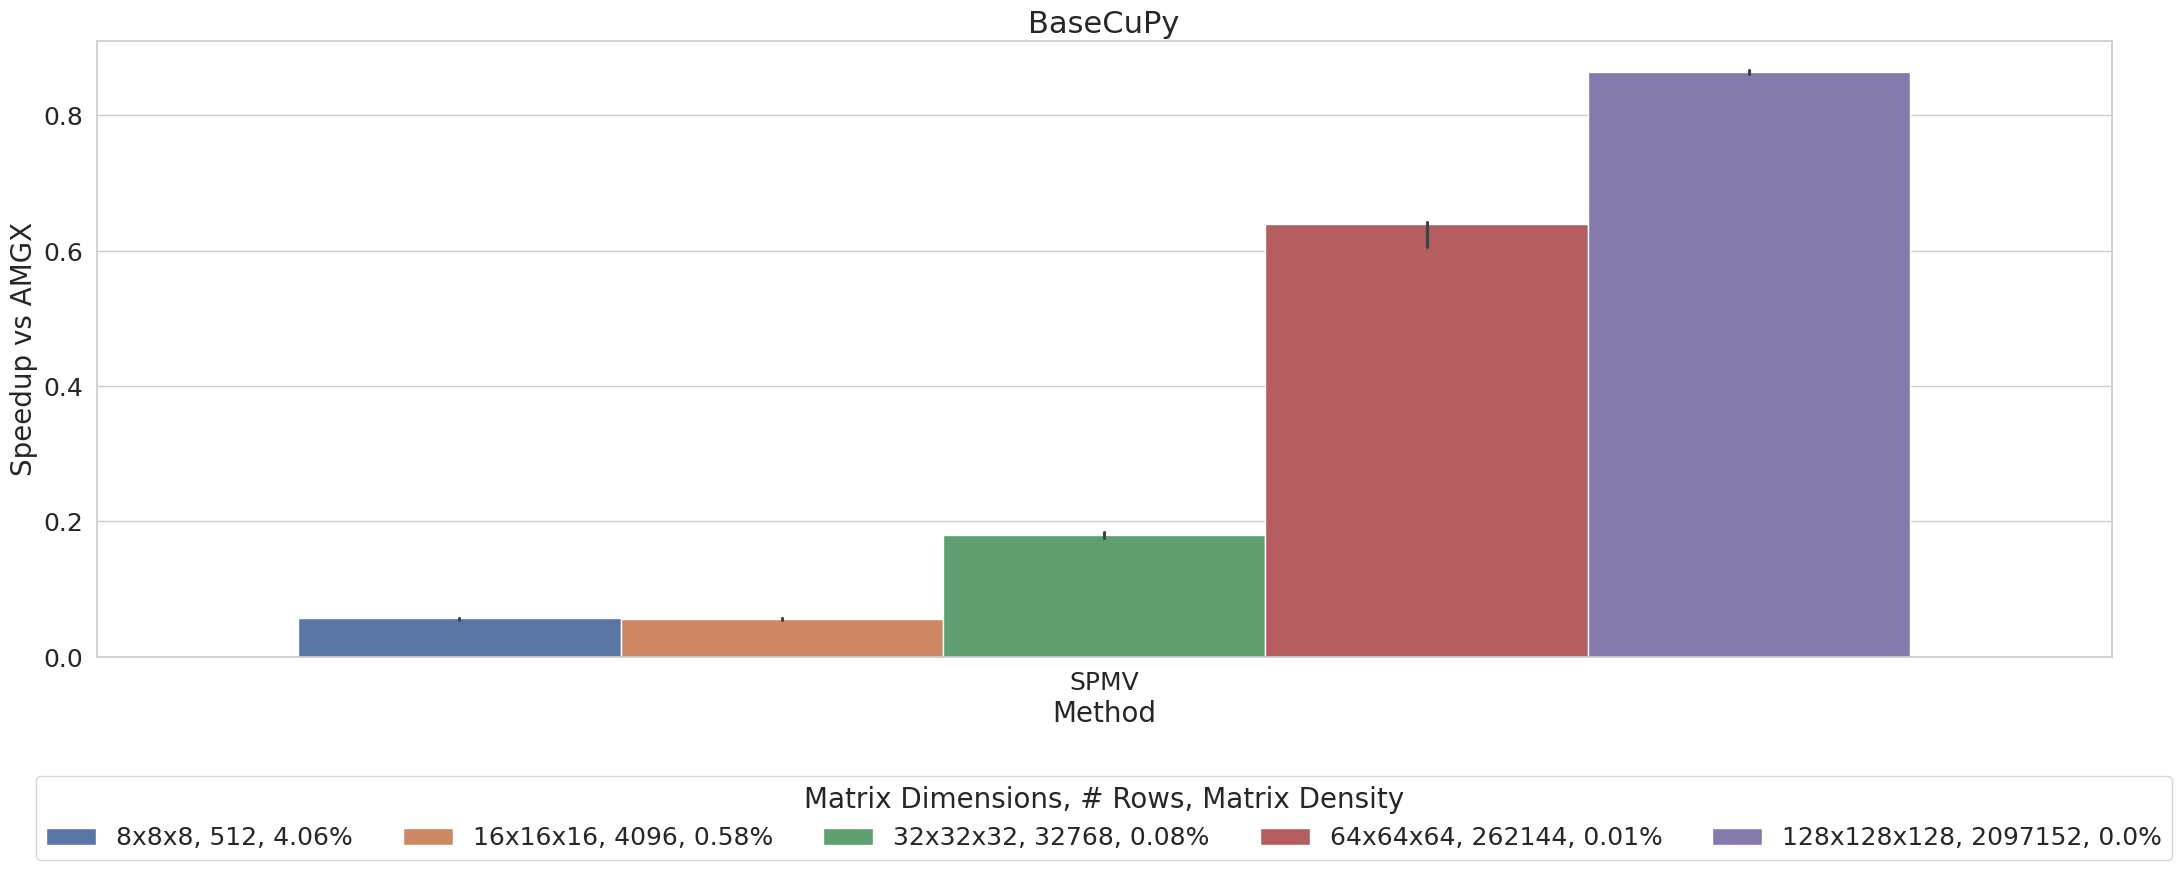 BaseCuPy
Speedup vs AMGX
0.8
0.6
0.4
0.2
0.0
SPMV
Method
Matrix Dimensions, # Rows, Matrix Density
8x8x8, 512, 4.06% 16x16x16, 4096, 0.58% 32x32x32, 32768, 0.08% 64x64x64, 262144, 0.01% 128x128x128, 2097152, 0.0%